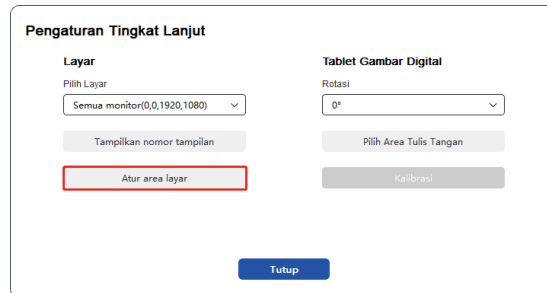 Pengaturan Tingkat Lanjut
Layar
Pilih Layar
Semua monitor(0,0,1920,1080)
Tampilkan nomor tampilan
Atur area layar
Tablet Gambar Digital
Rotasi
0°
Pilih Area Tulis Tangan
Kalibrasi
Tutup